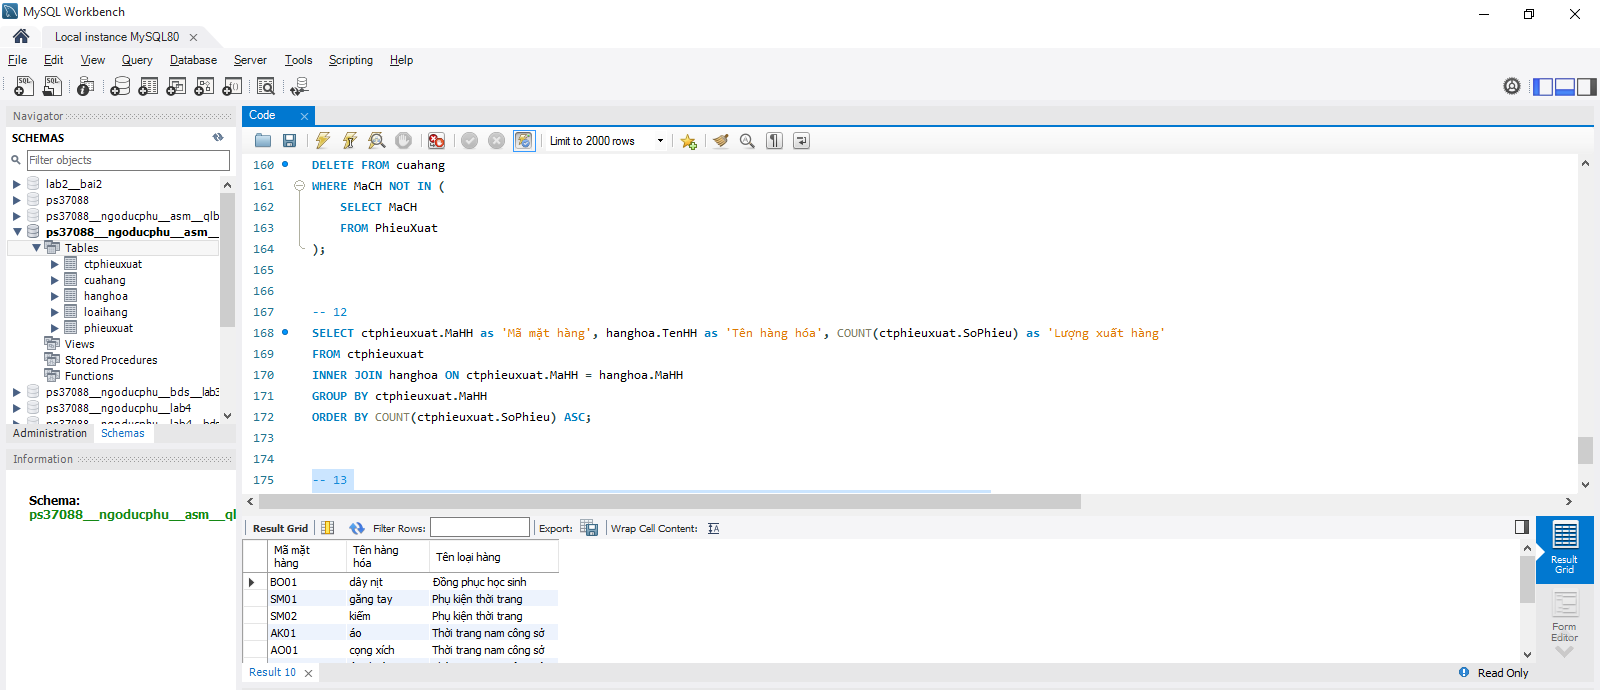 MySQL Workbench
Local instance MySQL80
File Edit View Query Database Server Tools Scripting Help
Navigator
SCHEMAS
Filter objects
lab2__bai2
ps37088
ps37088__ngoducphu__asm__qlb
ps37088__ngoducphu__asm__
Tables
ctphieuxuat
cuahang
hanghoa
loaihang
phieuxuat
Views
Stored Procedures
Functions
ps37088__ngoducphu__bds__lab3
ps37088__ngoducphu__lab4
ps37088__ngoducphu__lab4__bds
Administration Schemas
Information
Schema:
ps37088__ngoducphu__asm__ql
Code
Limit to 2000 rows
160 DELETE FROM cuahang
161 WHERE MaCH NOT IN (
162 SELECT MaCH
163 FROM PhieuXuat
164 );
165
166
167 -- 12
168 SELECT ctphieuxuat.MaHH as 'Mã mặt hàng', hanghoa.TenHH as 'Tên hàng hóa', COUNT(ctphieuxuat.SoPhieu) as 'Lượng xuất hàng'
169 FROM ctphieuxuat
170 INNER JOIN hanghoa ON ctphieuxuat.MaHH = hanghoa.MaHH
171 GROUP BY ctphieuxuat.MaHH
172 ORDER BY COUNT(ctphieuxuat.SoPhieu) ASC;
173
174
175 -- 13
Result Grid Filter Rows: Export: Wrap Cell Content:
Mã mặt hàng Tên hàng hóa Tên loại hàng
BO01 dây nịt Đồng phục học sinh
SM01 găng tay Phụ kiện thời trang
SM02 kiếm Phụ kiện thời trang
AK01 áo Thời trang nam công sở
AO01 cọng xích Thời trang nam công sở
Result 10
Result
Grid
Form
Editor
Read Only